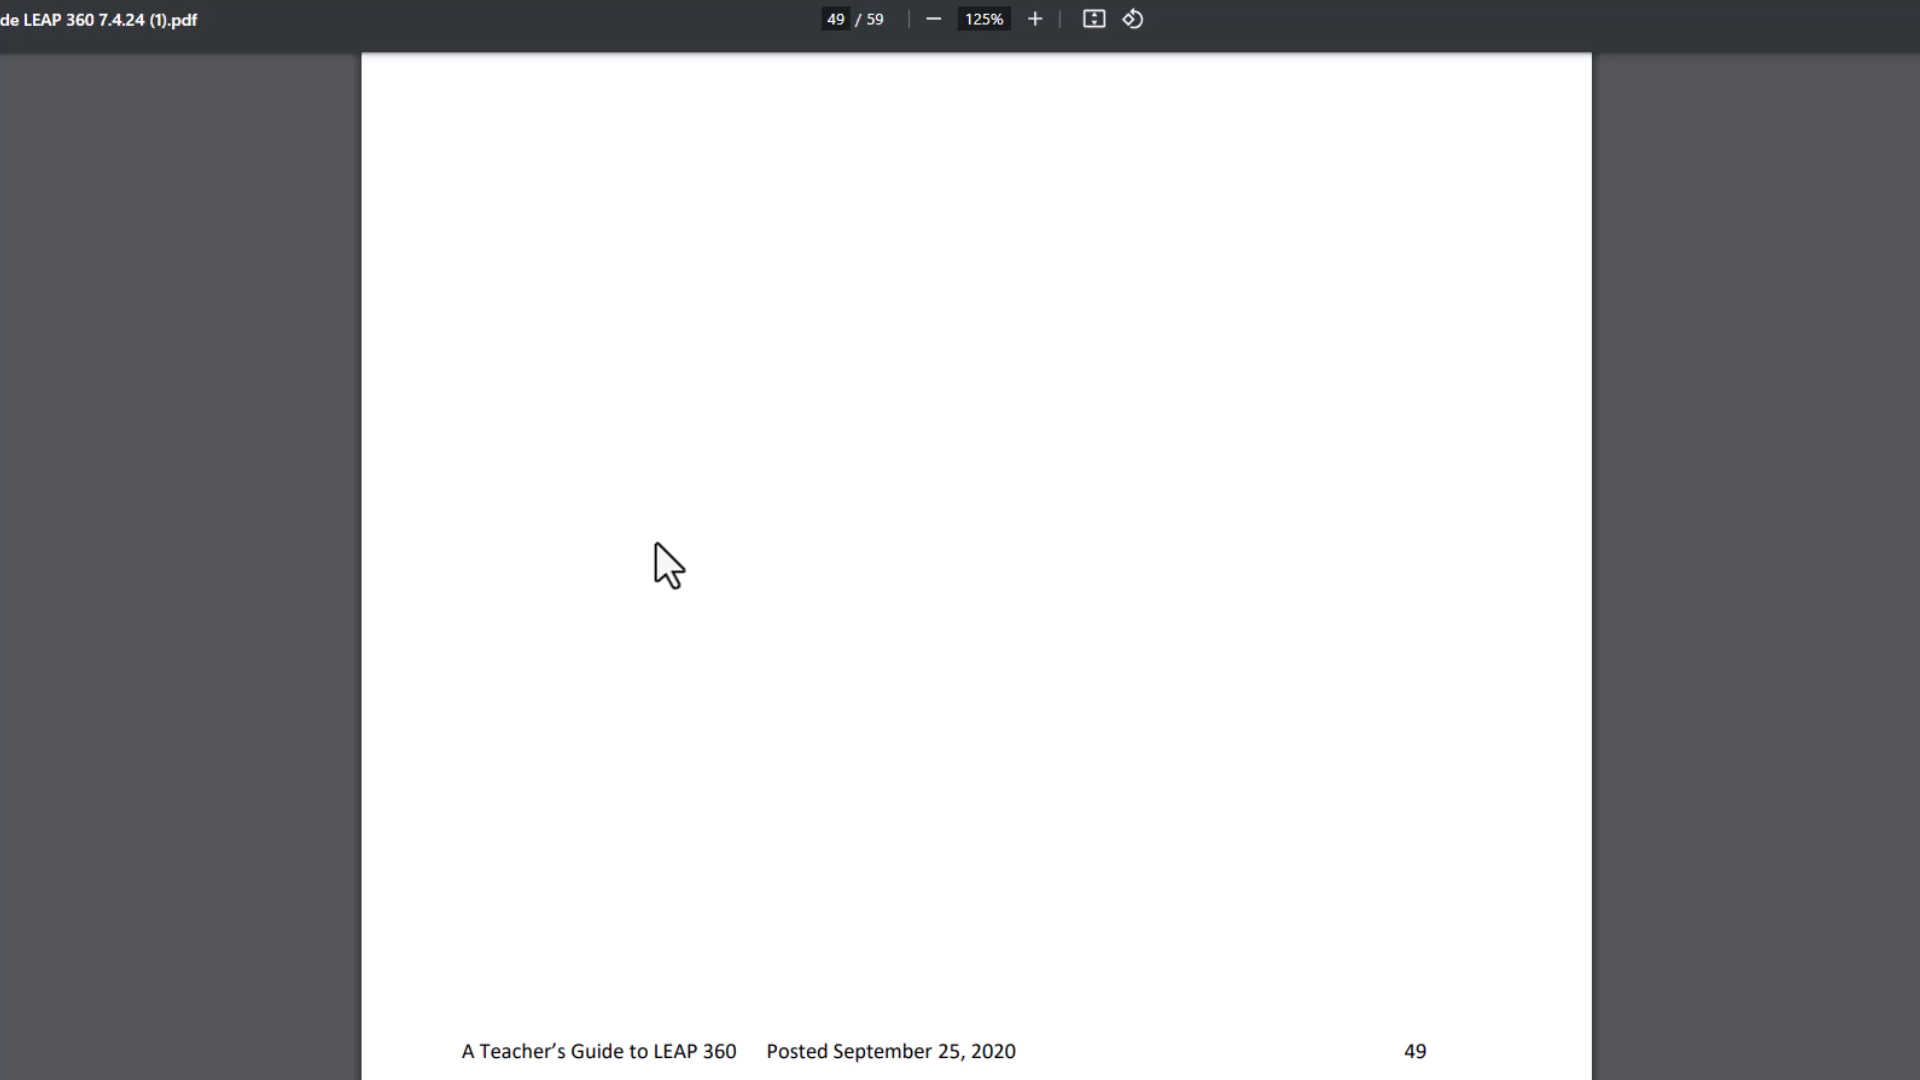 de LEAP 360 7.4.24 (1).pdf
49 / 59
125%
A Teacher’s Guide to LEAP 360 Posted September 25, 2020 49